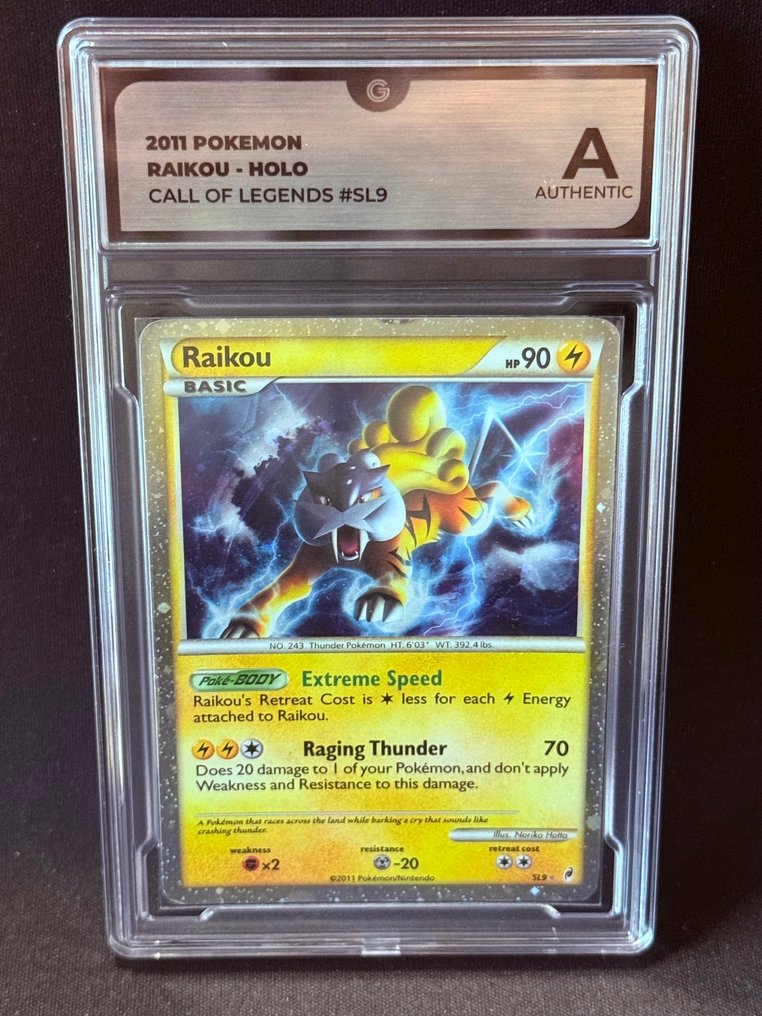 G
2011 POKEMON
RAIKOU - HOLO
CALL OF LEGENDS #SL9
A
AUTHENTIC
Raikou
HP 90
BASIC
NO. 243 Thunder Pokémon HT: 6'03" WT: 392.4 lbs.
Poké-BODY Extreme Speed
Raikou's Retreat Cost is less for each Energy
attached to Raikou.
Raging Thunder 70
Does 20 damage to 1 of your Pokémon, and don't apply
Weakness and Resistance to this damage.
A Pokémon that races across the land while barking a cry that sounds like
crashing thunder.
Illus. Noriko Hotta
weakness resistance retreat cost
×2 -20
©2011 Pokémon/Nintendo SL9